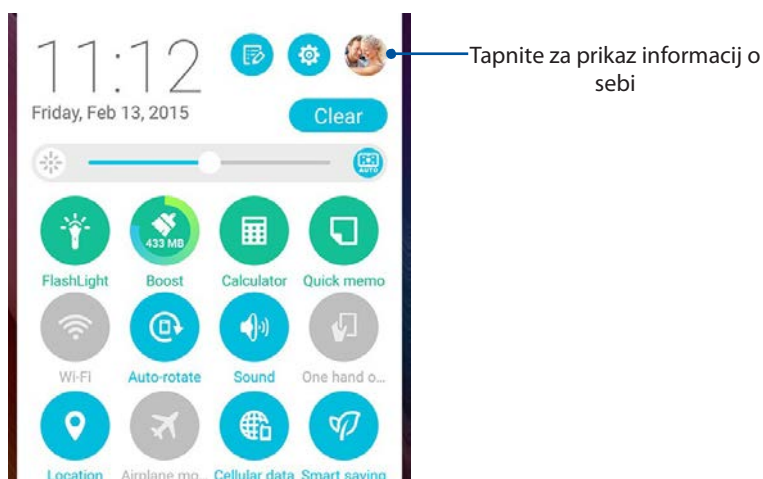 11:12
Tapnite za prikaz informacij o
sebi
Friday, Feb 13, 2015
Clear
AUTO
433 MB
FlashLight Boost Calculator Quick memo
Wi-Fi Auto-rotate Sound One hand o...
Location Airplane mo... Cellular data Smart saving